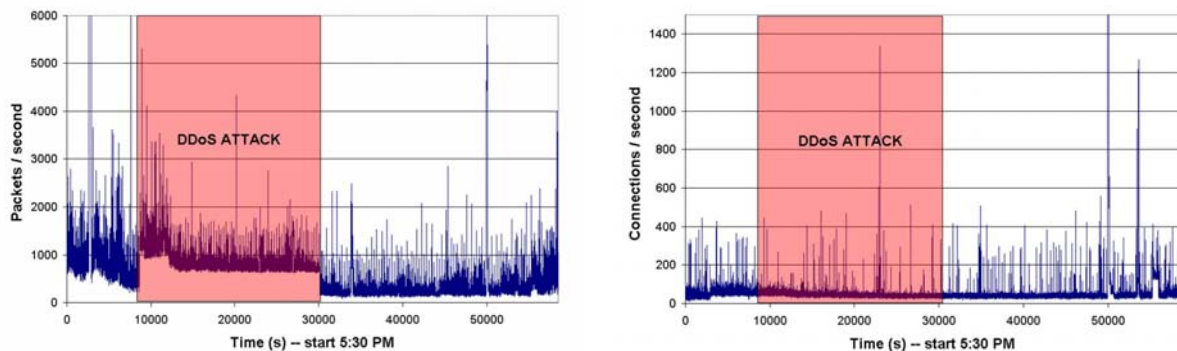 6000
5000
4000
3000
2000
1000
0
Packets / second
DDoS ATTACK
0 10000 20000 30000 40000 50000
Time (s) -- start 5:30 PM
1400
1200
1000
800
600
400
200
0
Connections / second
DDoS ATTACK
0 10000 20000 30000 40000 50000
Time (s) -- start 5:30 PM